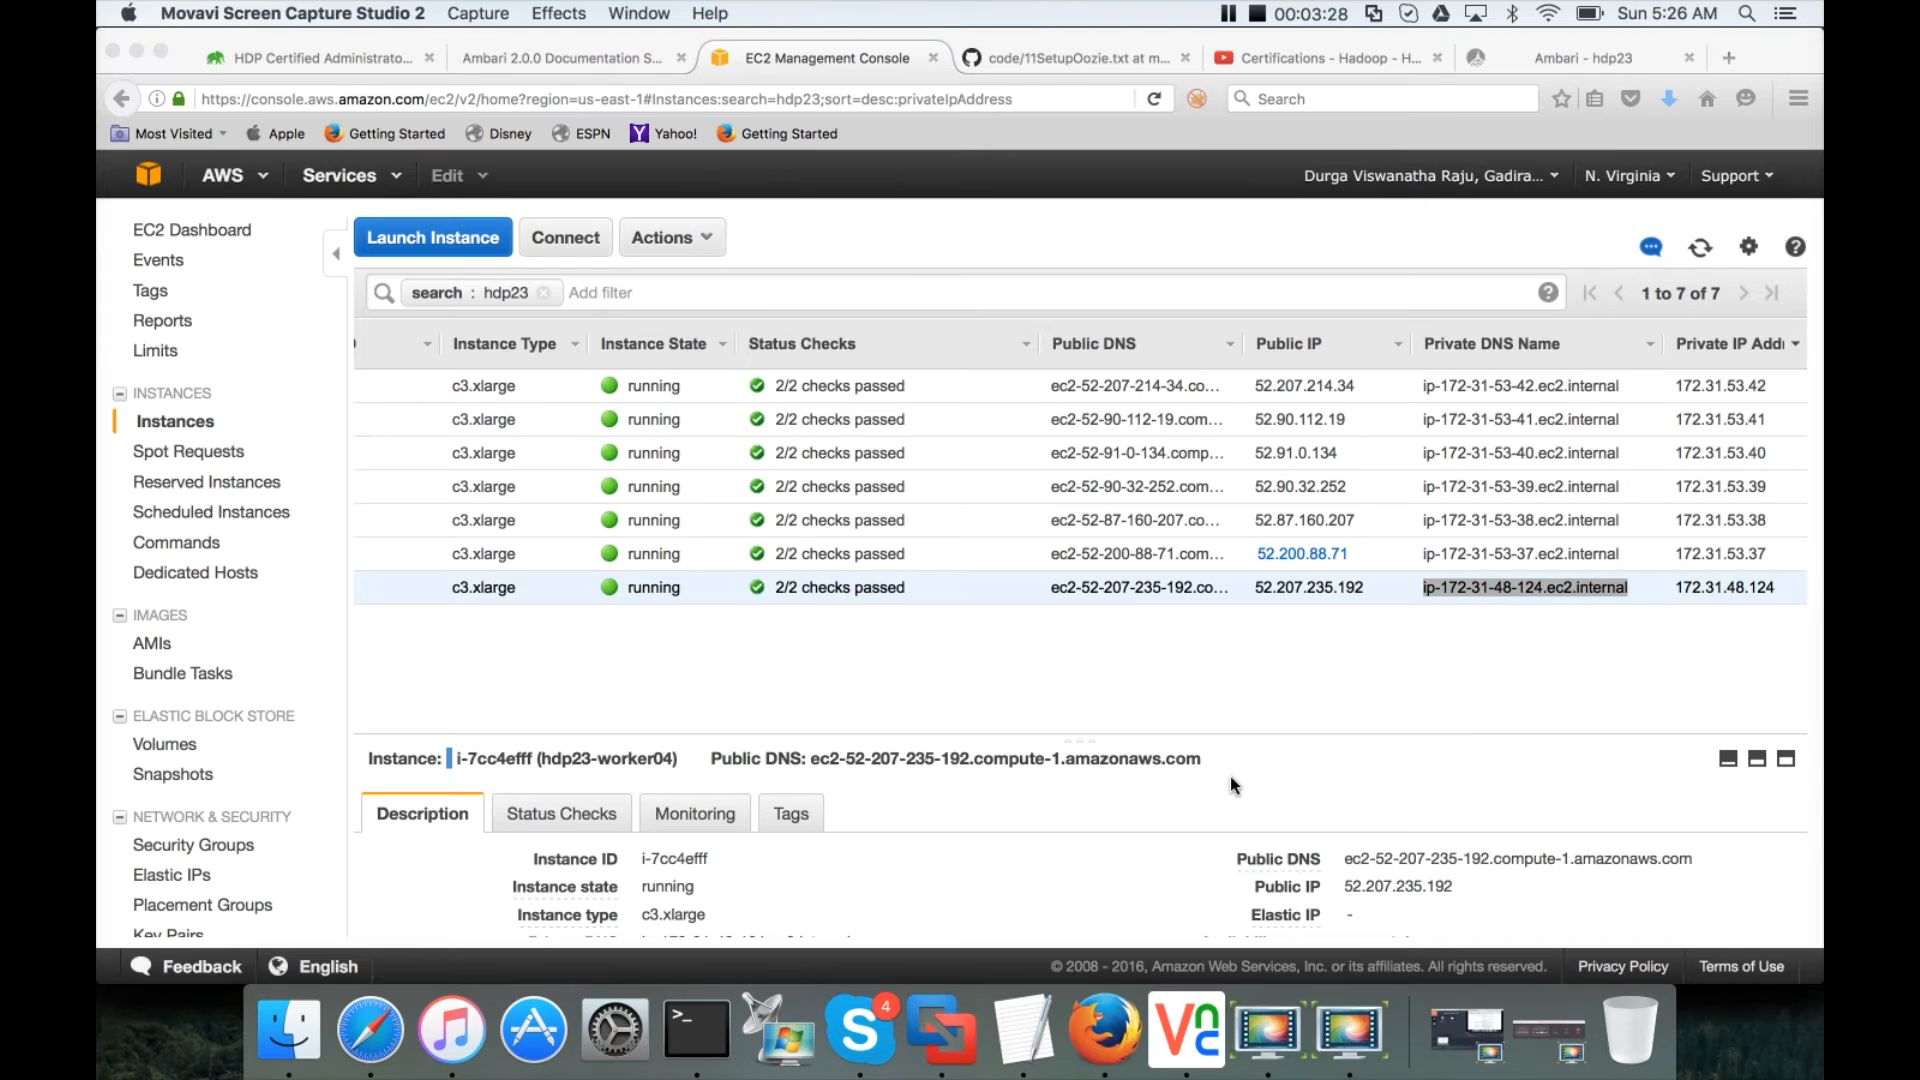 Movavi Screen Capture Studio 2 Capture Effects Window Help 00:03:28 Sun 5:26 AM
HDP Certified Administrato... Ambari 2.0.0 Documentation S... EC2 Management Console code/11SetupOozie.txt at m... Certifications - Hadoop - H... Ambari - hdp23
https://console.aws.amazon.com/ec2/v2/home?region=us-east-1#Instances:search=hdp23;sort=desc:privateIpAddress Search
Most Visited Apple Getting Started Disney ESPN Yahoo! Getting Started
AWS Services Edit Durga Viswanatha Raju, Gadira... N. Virginia Support
EC2 Dashboard
Events
Tags
Reports
Limits
INSTANCES
Instances
Spot Requests
Reserved Instances
Scheduled Instances
Commands
Dedicated Hosts
IMAGES
AMIs
Bundle Tasks
ELASTIC BLOCK STORE
Volumes
Snapshots
NETWORK & SECURITY
Security Groups
Elastic IPs
Placement Groups
Key Pairs
Launch Instance Connect Actions
search : hdp23 Add filter 1 to 7 of 7
Instance Type Instance State Status Checks Public DNS Public IP Private DNS Name Private IP Add
c3.xlarge running 2/2 checks passed ec2-52-207-214-34.co... 52.207.214.34 ip-172-31-53-42.ec2.internal 172.31.53.42
c3.xlarge running 2/2 checks passed ec2-52-90-112-19.com... 52.90.112.19 ip-172-31-53-41.ec2.internal 172.31.53.41
c3.xlarge running 2/2 checks passed ec2-52-91-0-134.comp... 52.91.0.134 ip-172-31-53-40.ec2.internal 172.31.53.40
c3.xlarge running 2/2 checks passed ec2-52-90-32-252.com... 52.90.32.252 ip-172-31-53-39.ec2.internal 172.31.53.39
c3.xlarge running 2/2 checks passed ec2-52-87-160-207.co... 52.87.160.207 ip-172-31-53-38.ec2.internal 172.31.53.38
c3.xlarge running 2/2 checks passed ec2-52-200-88-71.com... 52.200.88.71 ip-172-31-53-37.ec2.internal 172.31.53.37
c3.xlarge running 2/2 checks passed ec2-52-207-235-192.co... 52.207.235.192 ip-172-31-48-124.ec2.internal 172.31.48.124
Instance: i-7cc4efff (hdp23-worker04) Public DNS: ec2-52-207-235-192.compute-1.amazonaws.com
Description Status Checks Monitoring Tags
Instance ID i-7cc4efff Public DNS ec2-52-207-235-192.compute-1.amazonaws.com
Instance state running Public IP 52.207.235.192
Instance type c3.xlarge Elastic IP -
Feedback English © 2008 - 2016, Amazon Web Services, Inc. or its affiliates. All rights reserved. Privacy Policy Terms of Use
4